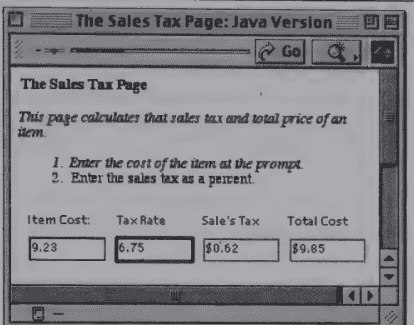 The Sales Tax Page: Java Version
Go
The Sales Tax Page
This page calculates that sales tax and total price of an
item.
1. Enter the cost of the item at the prompt.
2. Enter the sales tax as a percent.
Item Cost: Tax Rate Sale's Tax Total Cost
9.23 6.75 $0.62 $9.85